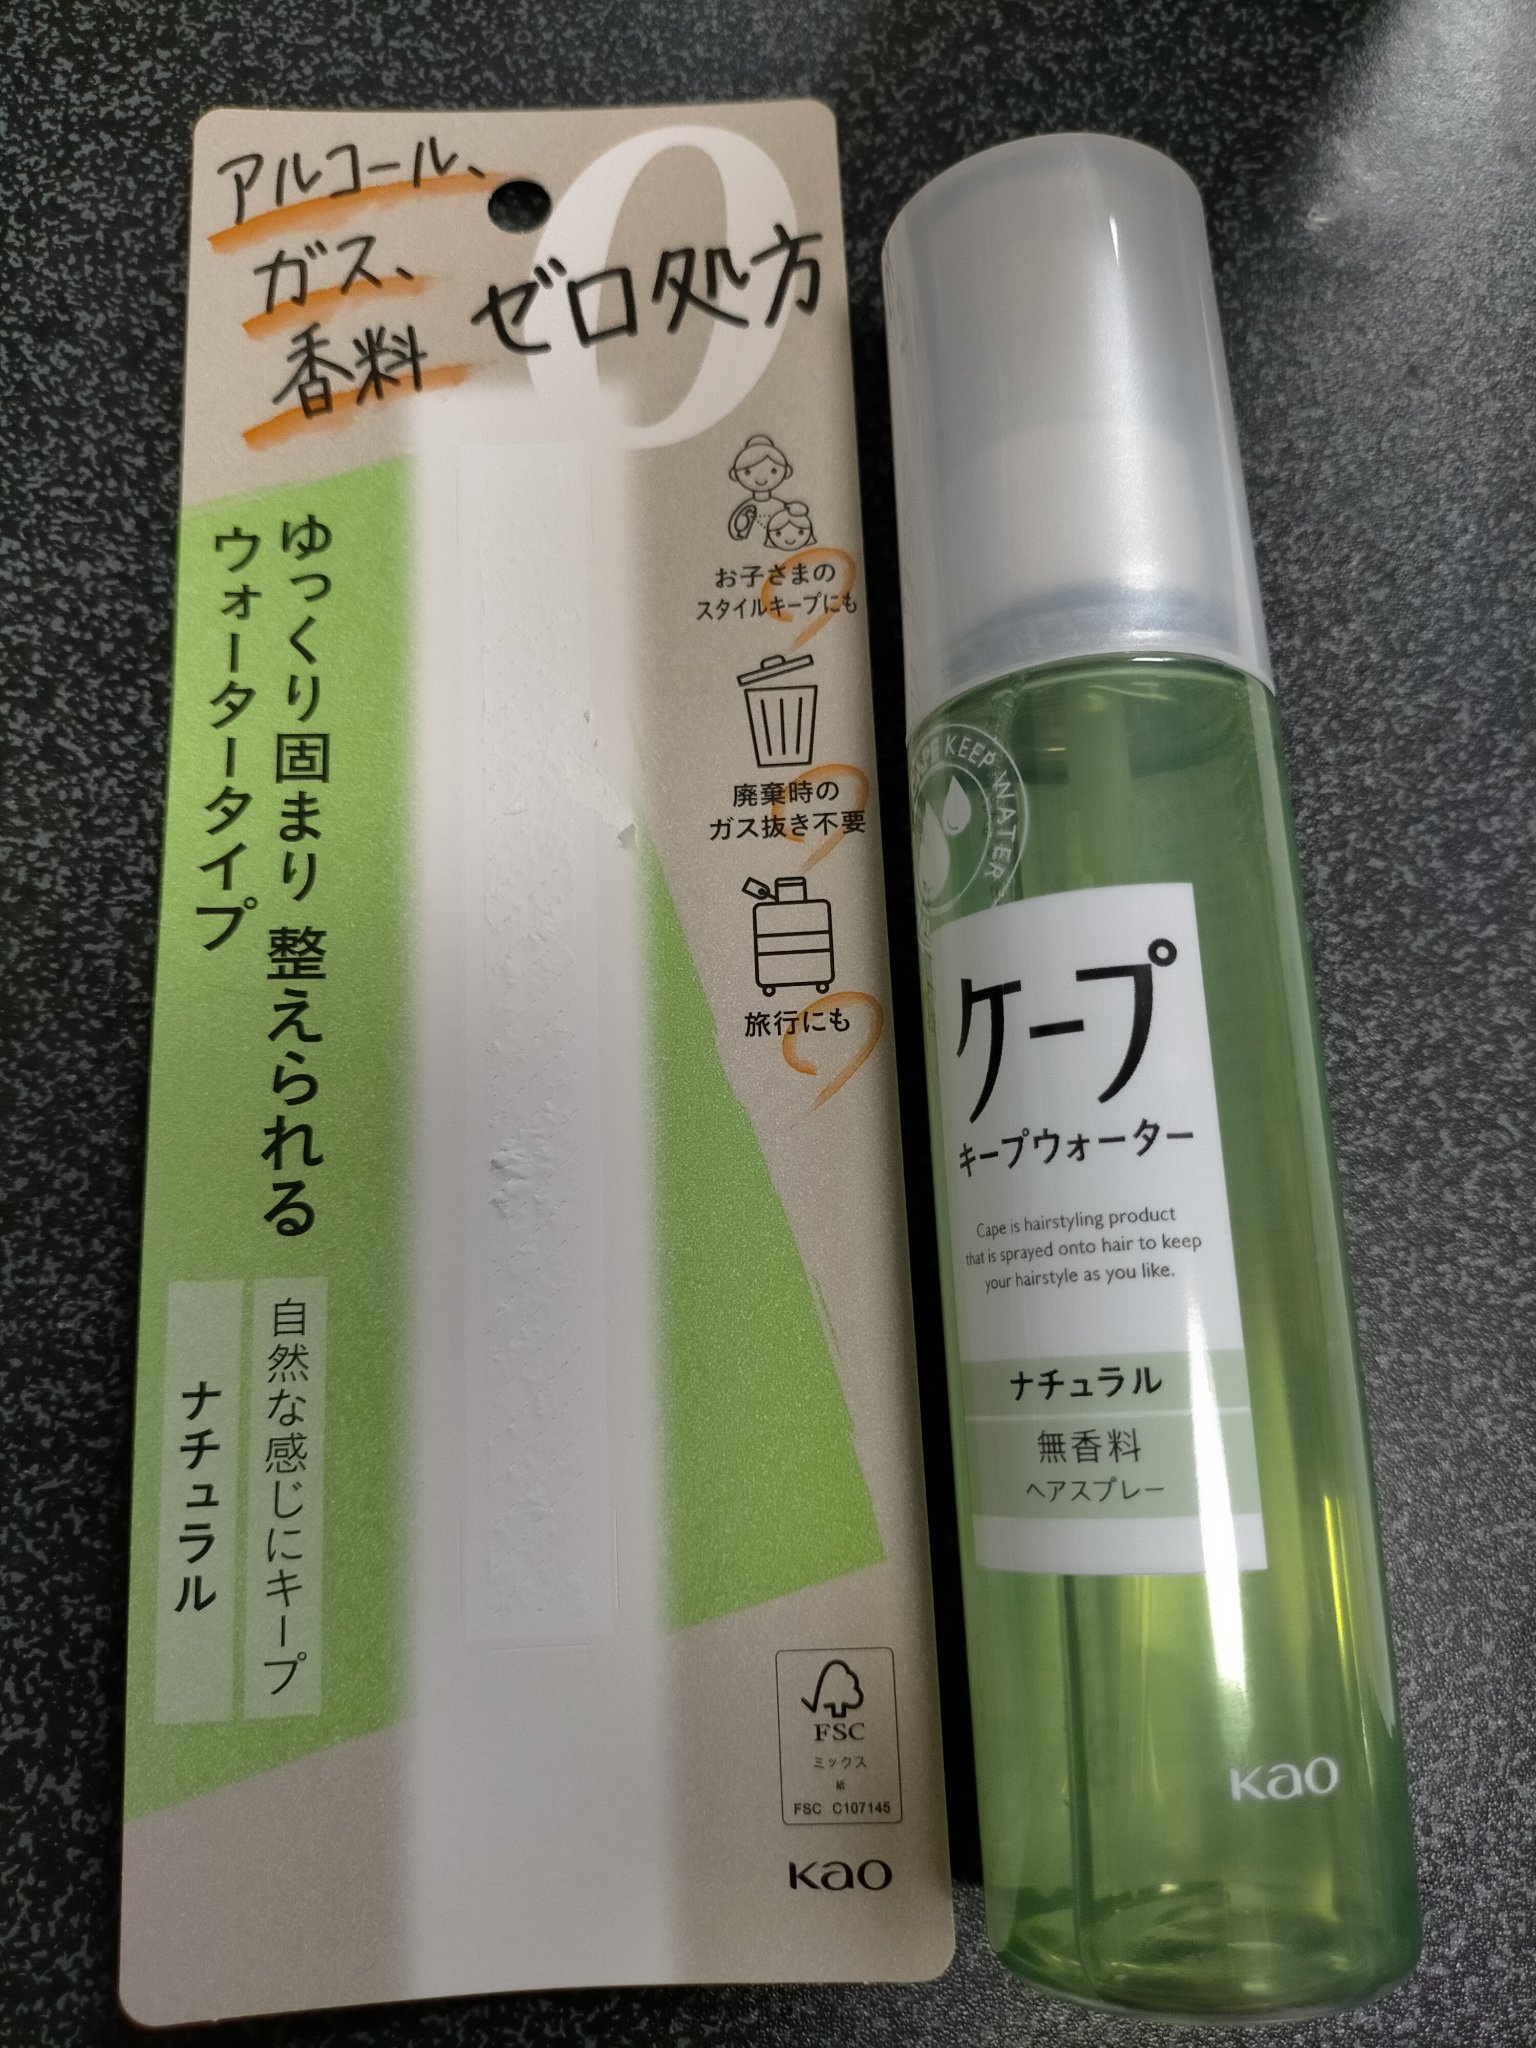 アルコール、
ガス、
香料
ゼロ処方
ゆっくり固まり 整えられる
ウォータータイプ
自然な感じにキープ
ナチュラル
お子さまの
スタイルキープにも
廃棄時の
ガス抜き不要
旅行にも
FSC
ミックス
紙
FSC C107145
Kao
CAPE KEEP WATER
ケープ
キープウォーター
Cape is hairstyling product
that is sprayed onto hair to keep
your hairstyle as you like.
ナチュラル
無香料
ヘアスプレー
Kao